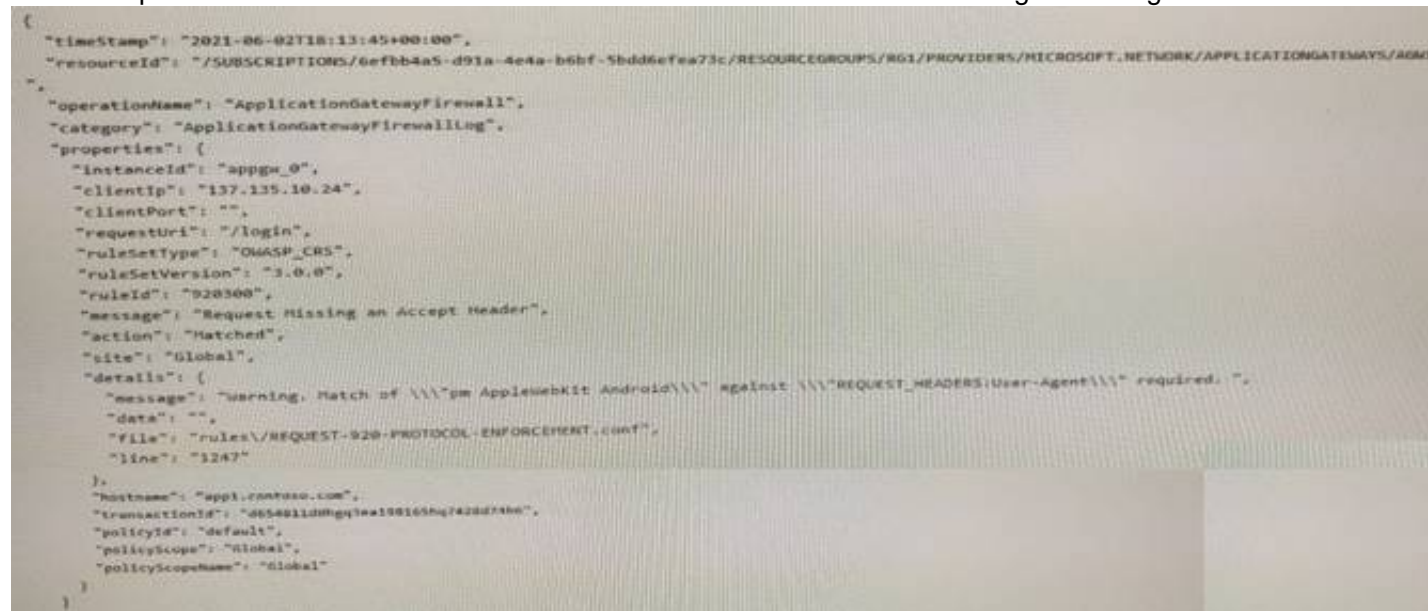 {
"timeStamp": "2021-06-02T18:13:45+00:00",
"resourceId": "/SUBSCRIPTIONS/6efbb4a5-d91a-4e4a-b6bf-5bdd6efea73c/RESOURCEGROUPS/RG1/PROVIDERS/MICROSOFT.NETWORK/APPLICATIONGATEWAYS/
",
"operationName": "ApplicationGatewayFirewall",
"category": "ApplicationGatewayFirewallLog",
"properties": {
"instanceId": "appgw_0",
"clientIp": "137.135.10.24",
"clientPort": "",
"requestUri": "/login",
"ruleSetType": "OWASP_CRS",
"ruleSetVersion": "3.0.0",
"ruleId": "920300",
"message": "Request Missing an Accept Header",
"action": "Matched",
"site": "Global",
"details": {
"message": "Warning. Match of \\\"pm AppleWebKit Android\\\" against \\\"REQUEST_HEADERS:User-Agent\\\" required. ",
"data": "",
"file": "rules\/REQUEST-920-PROTOCOL-ENFORCEMENT.conf",
"line": "1247"
},
"hostname": "app1.contoso.com",
"transactionId":
"policyId": "default",
"policyScope": "Global",
"policyScopeName": "Global"
}
}